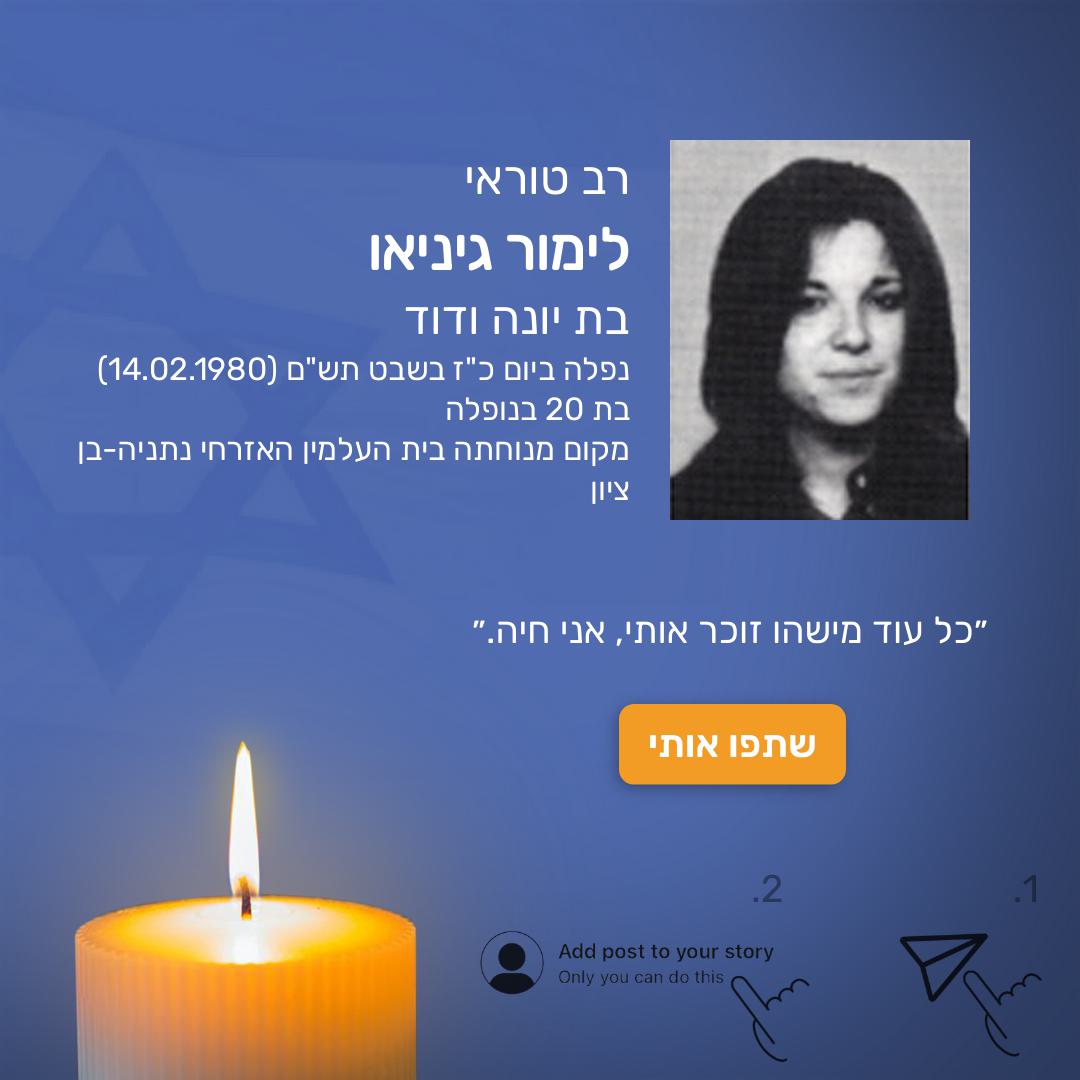 רב טוראי
לימור גיניאו
בת יונה ודוד
נפלה ביום כ"ז בשבט תש"ם (14.02.1980)
בת 20 בנופלה
מקום מנוחתה בית העלמין האזרחי נתניה-בן
ציון
״כל עוד מישהו זוכר אותי, אני חיה.״
שתפו אותי
.1
.2
Add post to your story
Only you can do this